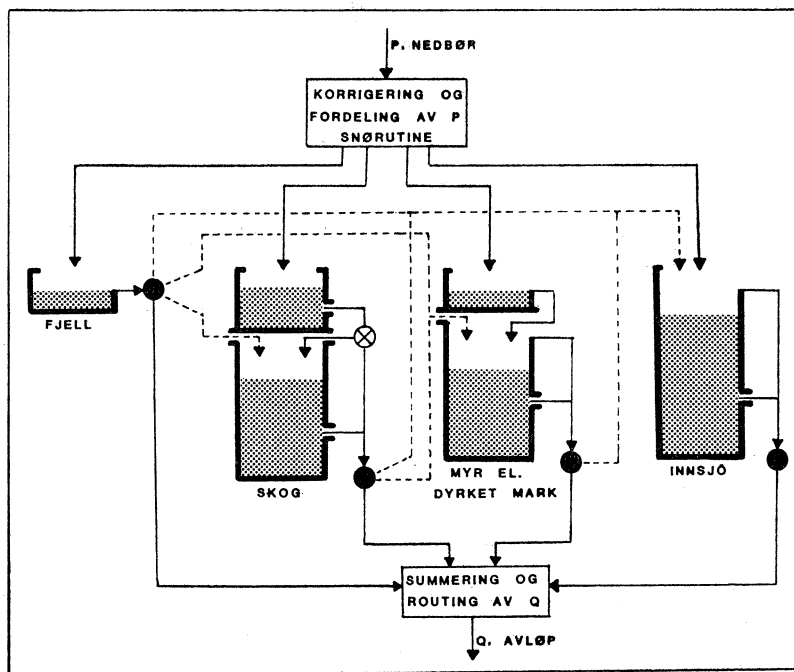 P. NEDBØR
KORRIGERING OG
FORDELING AV P
SNØRUTINE
FJELL
SKOG
MYR EL.
DYRKET MARK
INNSJÖ
SUMMERING OG
ROUTING AV Q
Q. AVLØP